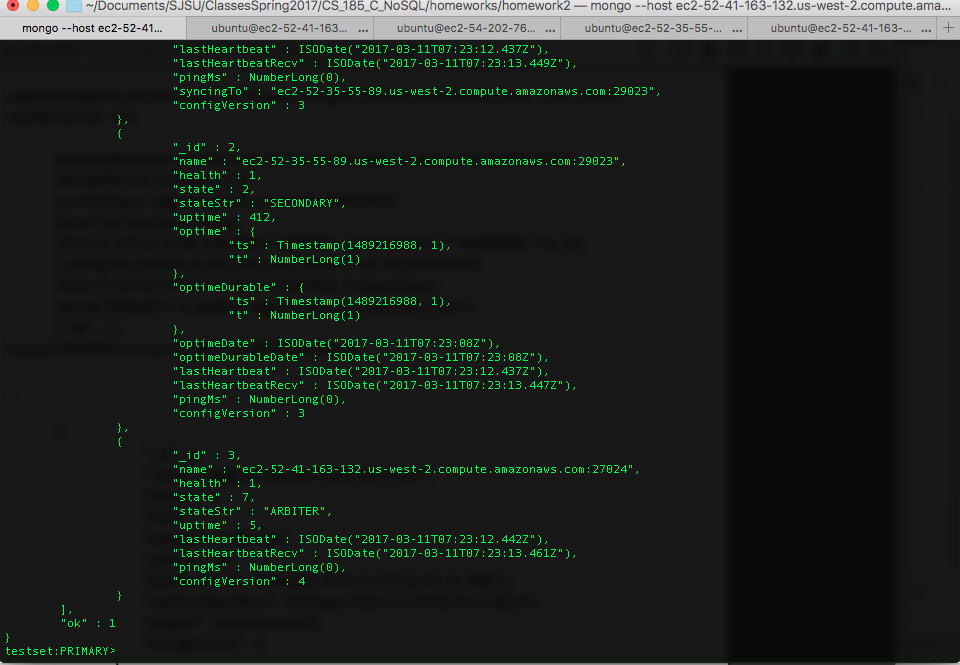 ~/Documents/SJSU/ClassesSpring2017/CS_185_C_NoSQL/homeworks/homework2 — mongo --host ec2-52-41-163-132.us-west-2.compute.ama...
mongo --host ec2-52-41... ubuntu@ec2-52-41-163... ... ubuntu@ec2-54-202-76... ... ubuntu@ec2-52-35-55-... ... ubuntu@ec2-52-41-163-... ... +
"lastHeartbeat" : ISODate("2017-03-11T07:23:12.437Z"),
"lastHeartbeatRecv" : ISODate("2017-03-11T07:23:13.449Z"),
"pingMs" : NumberLong(0),
"syncingTo" : "ec2-52-35-55-89.us-west-2.compute.amazonaws.com:29023",
"configVersion" : 3
},
{
"_id" : 2,
"name" : "ec2-52-35-55-89.us-west-2.compute.amazonaws.com:29023",
"health" : 1,
"state" : 2,
"stateStr" : "SECONDARY",
"uptime" : 412,
"optime" : {
"ts" : Timestamp(1489216988, 1),
"t" : NumberLong(1)
},
"optimeDurable" : {
"ts" : Timestamp(1489216988, 1),
"t" : NumberLong(1)
},
"optimeDate" : ISODate("2017-03-11T07:23:08Z"),
"optimeDurableDate" : ISODate("2017-03-11T07:23:08Z"),
"lastHeartbeat" : ISODate("2017-03-11T07:23:12.437Z"),
"lastHeartbeatRecv" : ISODate("2017-03-11T07:23:13.447Z"),
"pingMs" : NumberLong(0),
"configVersion" : 3
},
{
"_id" : 3,
"name" : "ec2-52-41-163-132.us-west-2.compute.amazonaws.com:27024",
"health" : 1,
"state" : 7,
"stateStr" : "ARBITER",
"uptime" : 5,
"lastHeartbeat" : ISODate("2017-03-11T07:23:12.442Z"),
"lastHeartbeatRecv" : ISODate("2017-03-11T07:23:13.461Z"),
"pingMs" : NumberLong(0),
"configVersion" : 4
}
],
"ok" : 1
}
testset:PRIMARY>